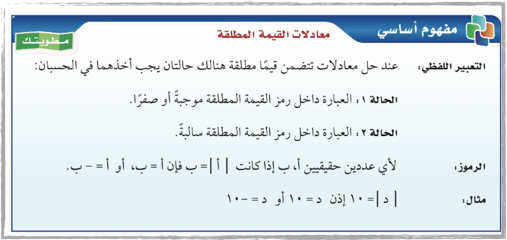 مفهوم أساسي
معادلات القيمة المطلقة
مطويتك
التعبير اللفظي: عند حل معادلات تتضمن قيمًا مطلقة هنالك حالتان يجب أخذهما في الحسبان:
الحالة ١: العبارة داخل رمز القيمة المطلقة موجبةً أو صفرًا.
الحالة ٢: العبارة داخل رمز القيمة المطلقة سالبةً.
الرموز: لأي عددين حقيقيين أ، ب إذا كانت |أ| = ب فإن أ = ب، أو أ = - ب.
مثال: |د| = ١٠ إذن د = ١٠ أو د = -١٠